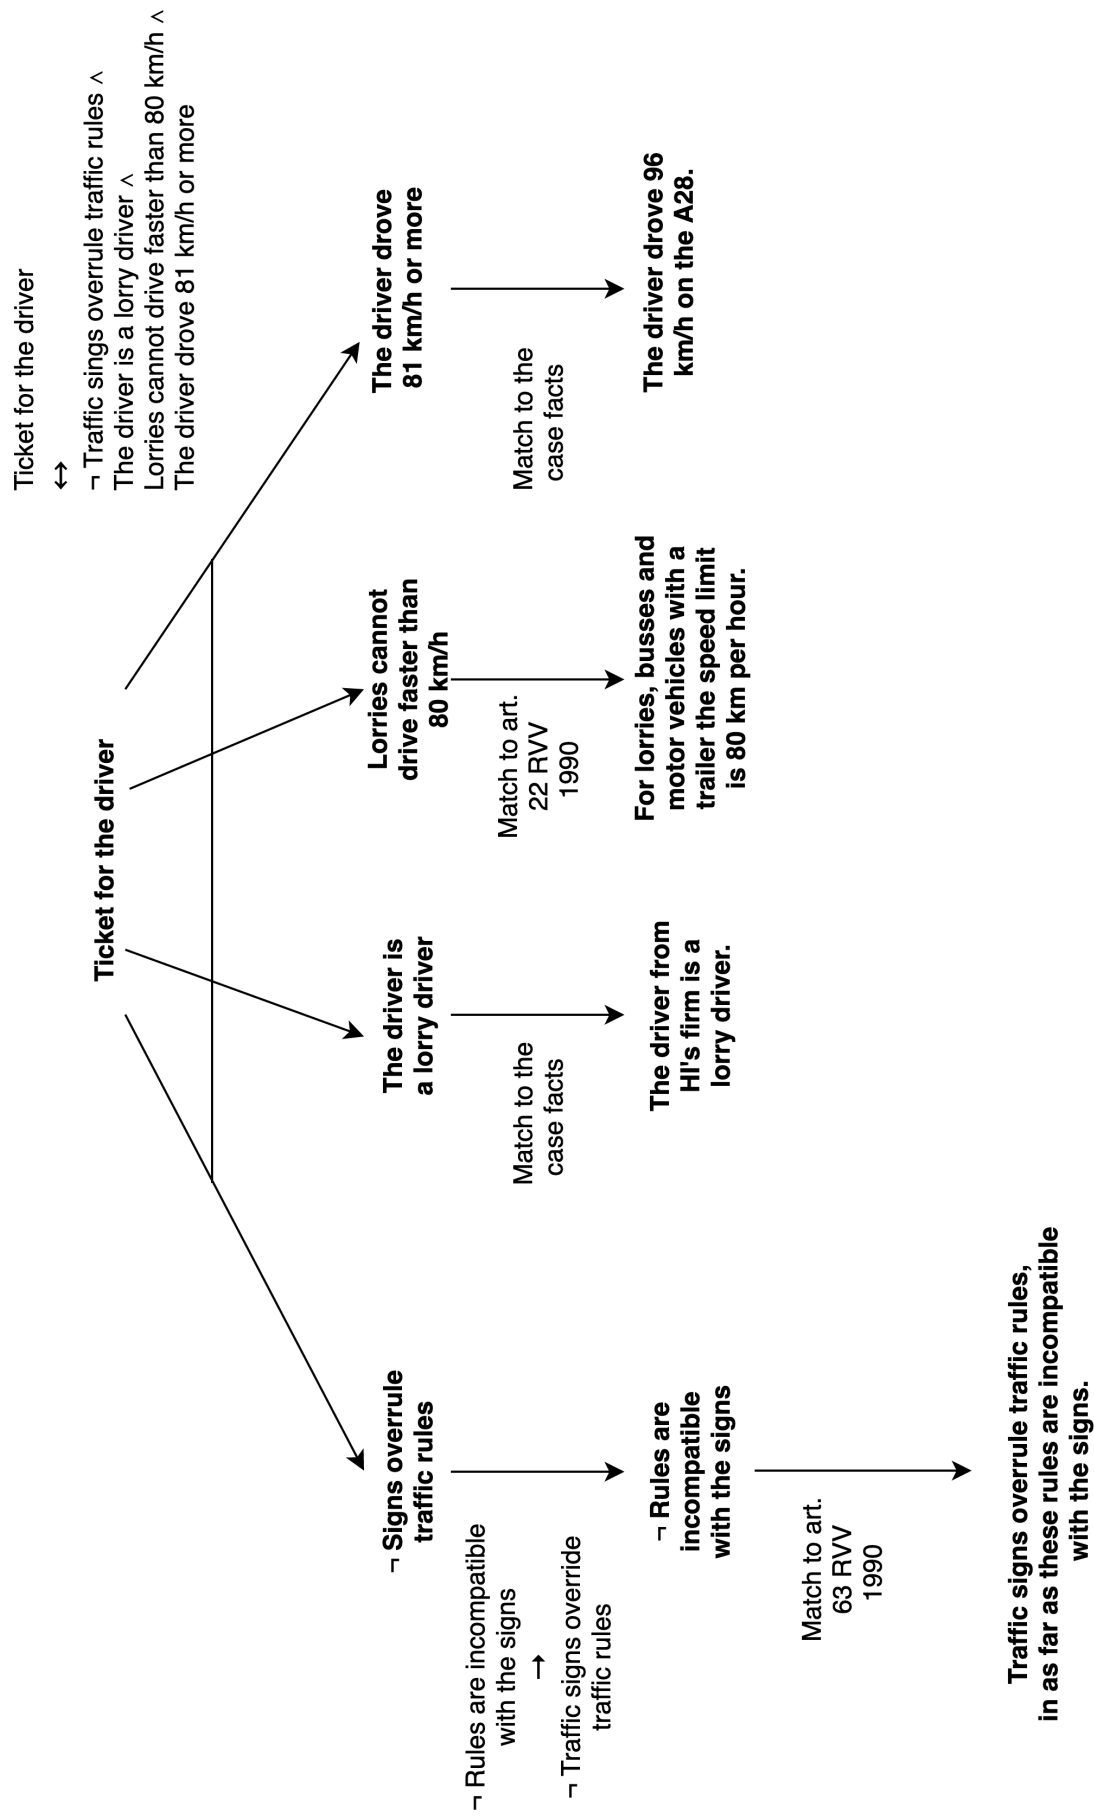 Ticket for the driver
↔
¬ Traffic sings overrule traffic rules ^
The driver is a lorry driver ^
Lorries cannot drive faster than 80 km/h ^
The driver drove 81 km/h or more
Ticket for the driver
¬ Signs overrule
traffic rules
The driver is
a lorry driver
Lorries cannot
drive faster than
80 km/h
The driver drove
81 km/h or more
¬ Rules are incompatible
with the signs
→
¬ Traffic signs override
traffic rules
Match to the
case facts
Match to art.
22 RVV
1990
Match to the
case facts
¬ Rules are
incompatible
with the signs
The driver from
HI's firm is a
lorry driver.
For lorries, busses and
motor vehicles with a
trailer the speed limit
is 80 km per hour.
The driver drove 96
km/h on the A28.
Match to art.
63 RVV
1990
Traffic signs overrule traffic rules,
in as far as these rules are incompatible
with the signs.